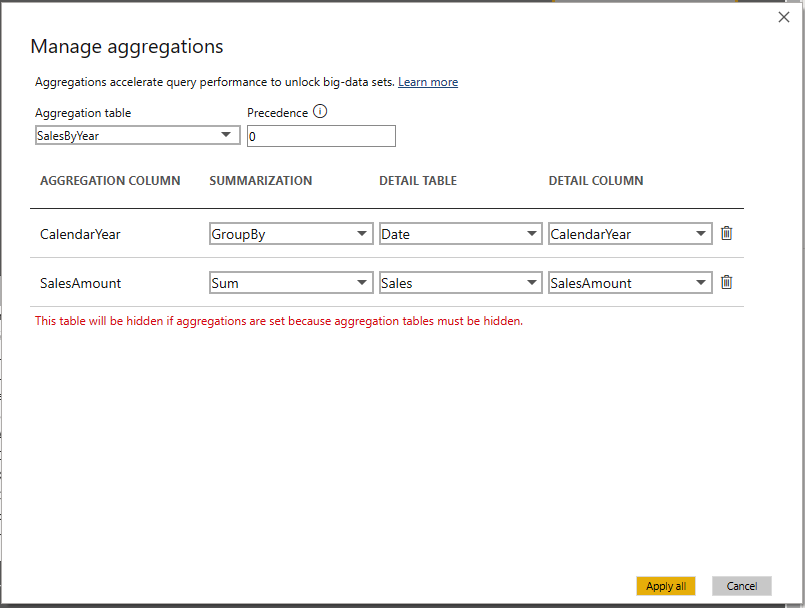 Manage aggregations
Aggregations accelerate query performance to unlock big-data sets. Learn more
Aggregation table Precedence
SalesByYear 0
AGGREGATION COLUMN SUMMARIZATION DETAIL TABLE DETAIL COLUMN
CalendarYear GroupBy Date CalendarYear
SalesAmount Sum Sales SalesAmount
This table will be hidden if aggregations are set because aggregation tables must be hidden.
Apply all Cancel